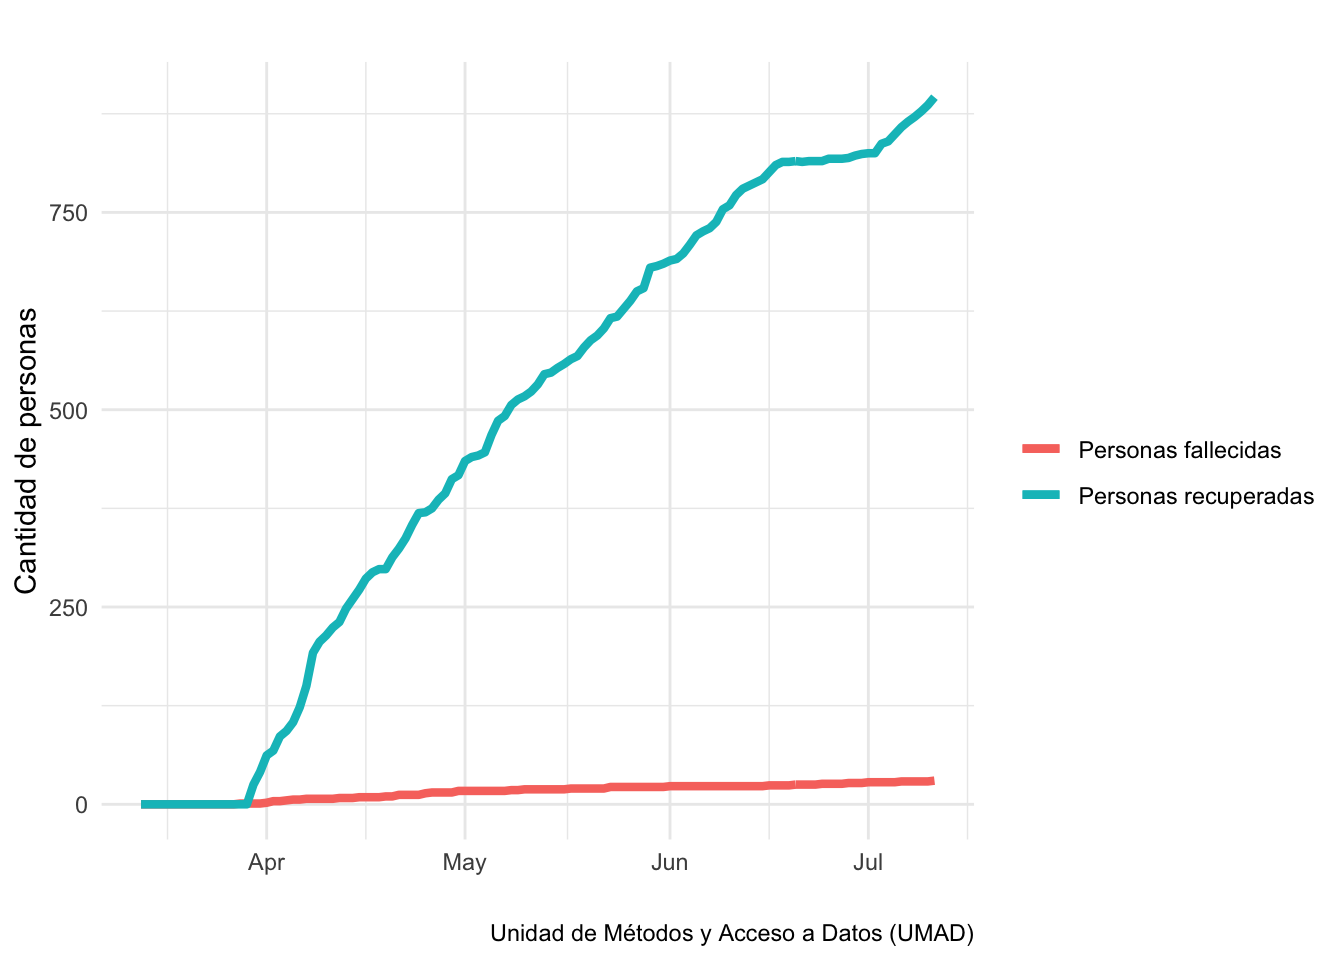 Cantidad de personas
750
500
250
0
Apr May Jun Jul
Personas fallecidas
Personas recuperadas
Unidad de Métodos y Acceso a Datos (UMAD)